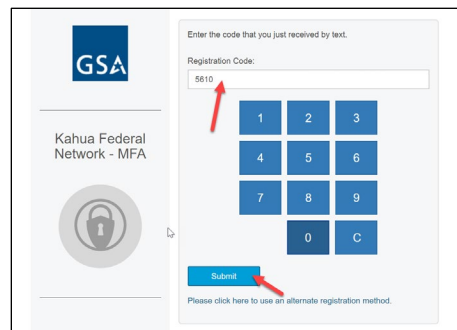 GSA
Kahua Federal
Network - MFA
Enter the code that you just received by text.
Registration Code:
5610
1 2 3
4 5 6
7 8 9
0 C
Submit
Please click here to use an alternate registration method.